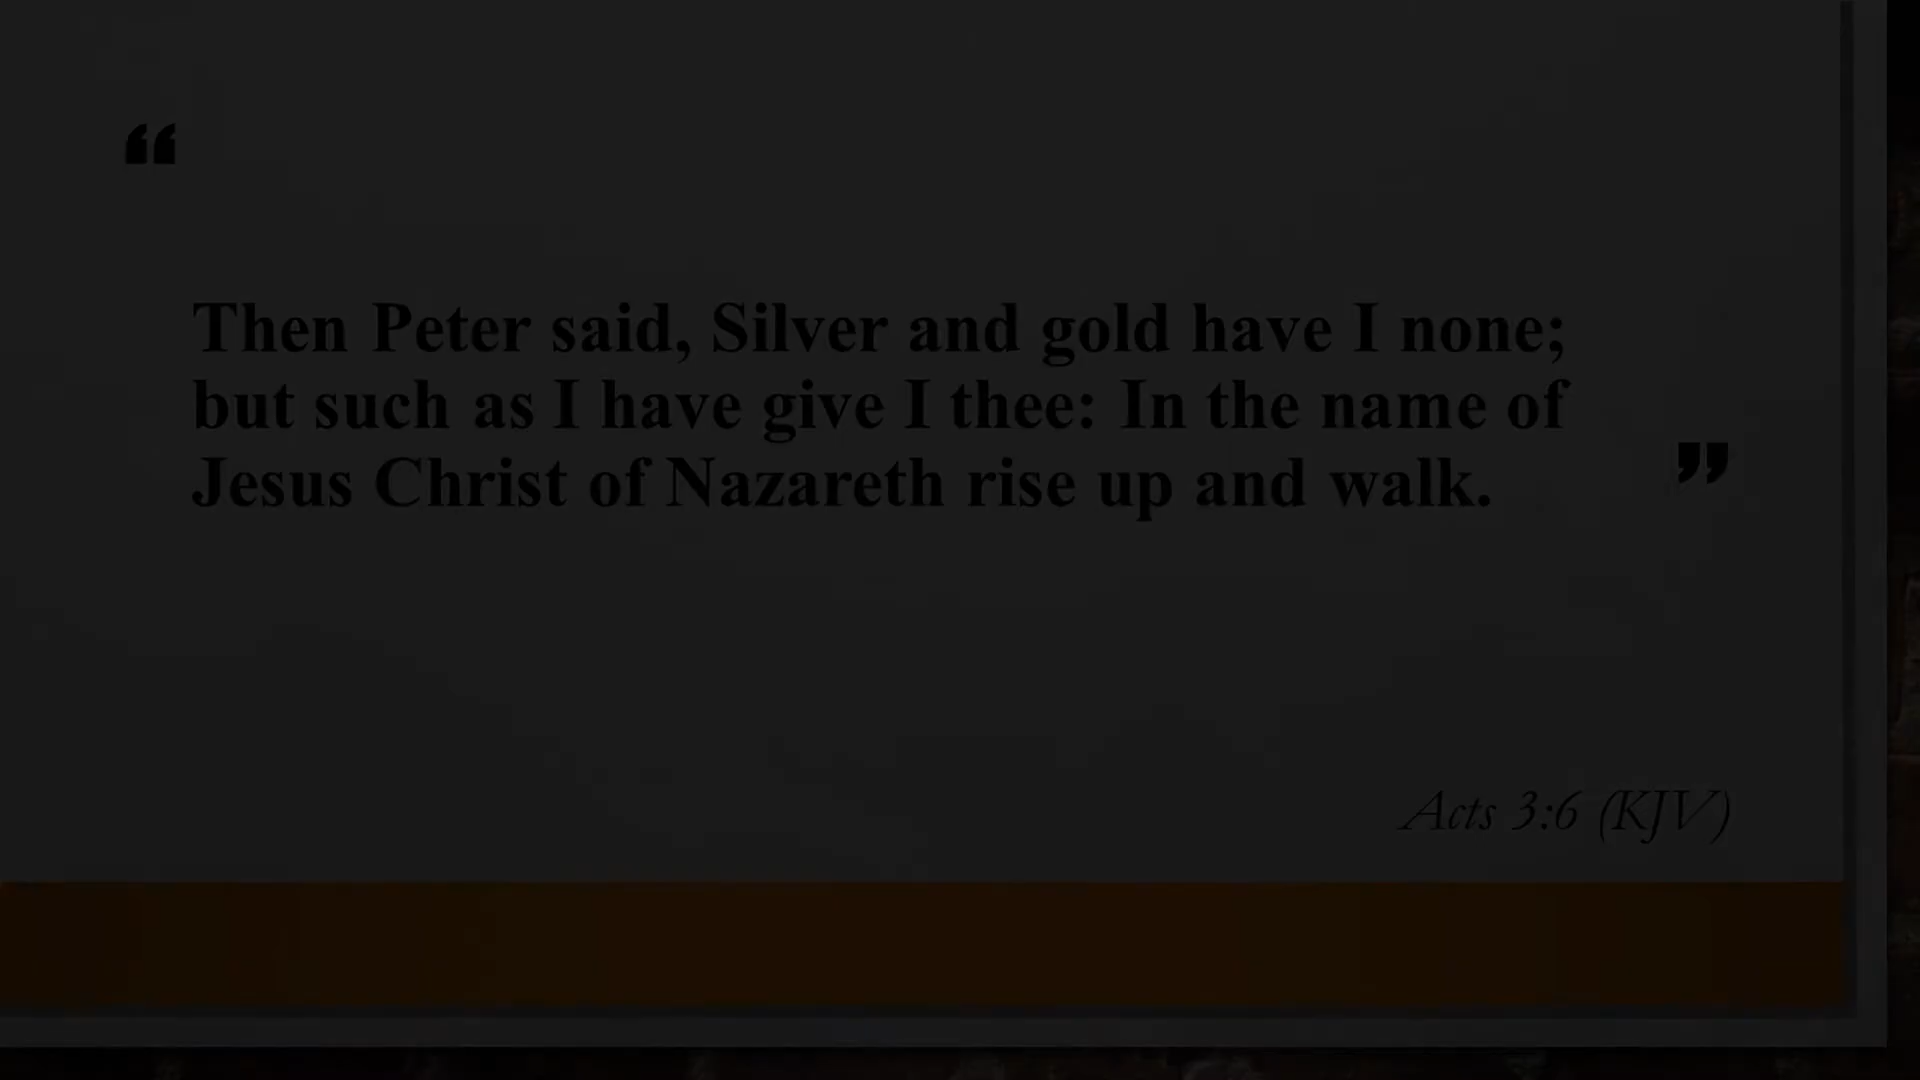 “
Then Peter said, Silver and gold have I none;
but such as I have give I thee: In the name of
Jesus Christ of Nazareth rise up and walk.
”
Acts 3:6 (KJV)